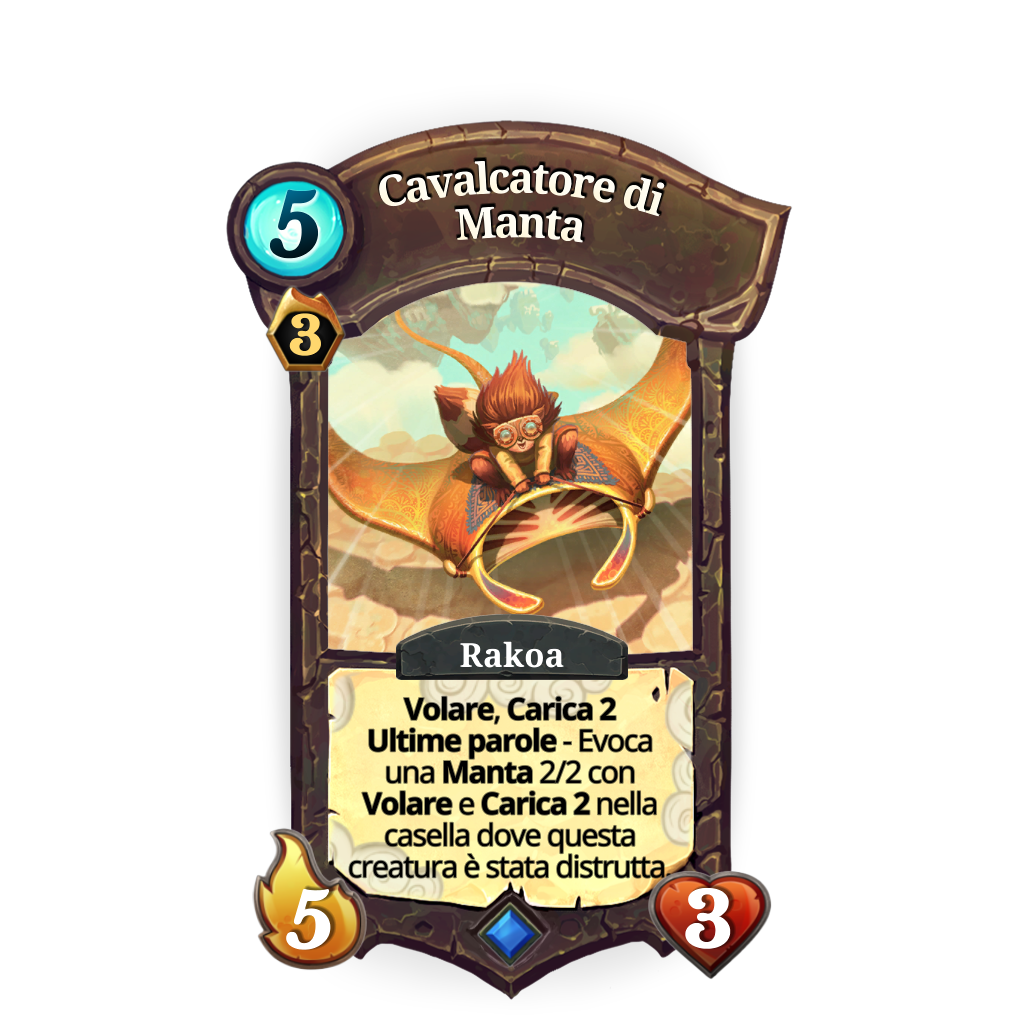 5
Cavalcatore di
Manta
3
Rakoa
Volare, Carica 2
Ultime parole - Evoca
una Manta 2/2 con
Volare e Carica 2 nella
casella dove questa
creatura è stata distrutta.
5
3